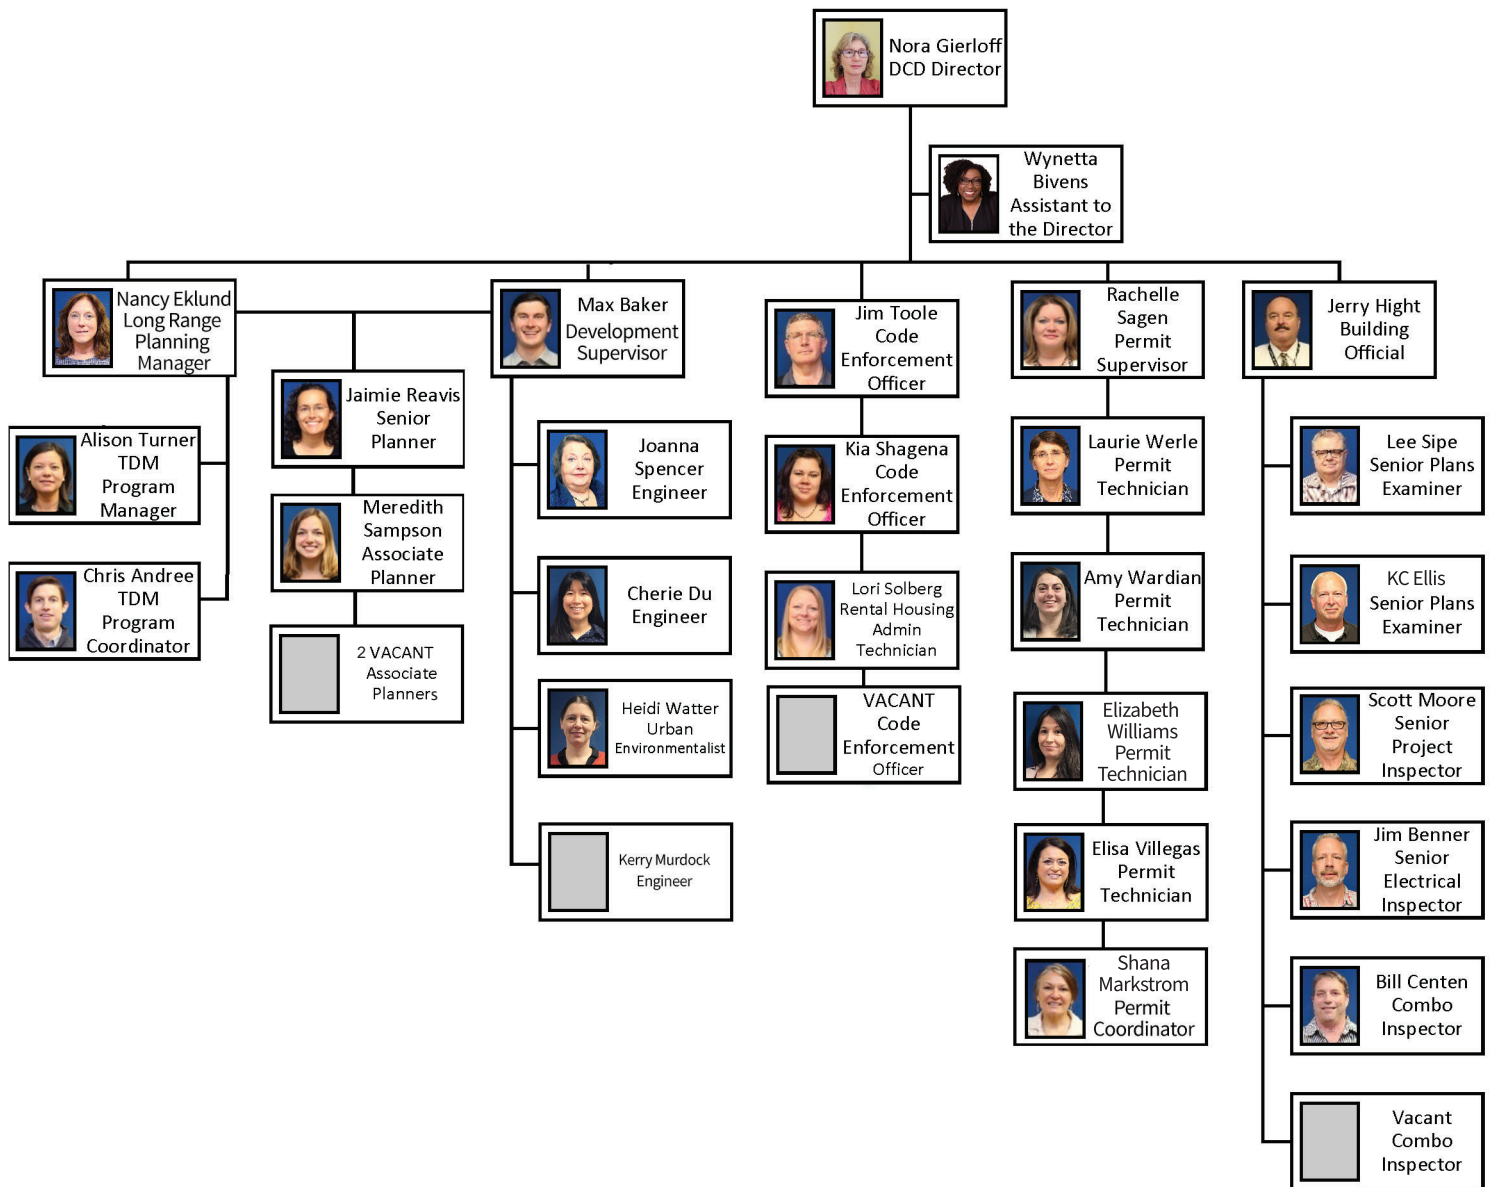 Nora Gierloff
DCD Director
Wynetta
Bivens
Assistant to
the Director
Nancy Eklund
Long Range
Planning
Manager
Alison Turner
TDM
Program
Manager
Chris Andree
TDM
Program
Coordinator
Jaimie Reavis
Senior
Planner
Meredith
Sampson
Associate
Planner
2 VACANT
Associate
Planners
Max Baker
Development
Supervisor
Joanna
Spencer
Engineer
Cherie Du
Engineer
Heidi Watter
Urban
Environmentalist
Kerry Murdock
Engineer
Jim Toole
Code
Enforcement
Officer
Kia Shagena
Code
Enforcement
Officer
Lori Solberg
Rental Housing
Admin
Technician
VACANT
Code
Enforcement
Officer
Rachelle
Sagen
Permit
Supervisor
Laurie Werle
Permit
Technician
Amy Wardian
Permit
Technician
Elizabeth
Williams
Permit
Technician
Elisa Villegas
Permit
Technician
Shana
Markstrom
Permit
Coordinator
Jerry Hight
Building
Official
Lee Sipe
Senior Plans
Examiner
KC Ellis
Senior Plans
Examiner
Scott Moore
Senior
Project
Inspector
Jim Benner
Senior
Electrical
Inspector
Bill Centen
Combo
Inspector
Vacant
Combo
Inspector